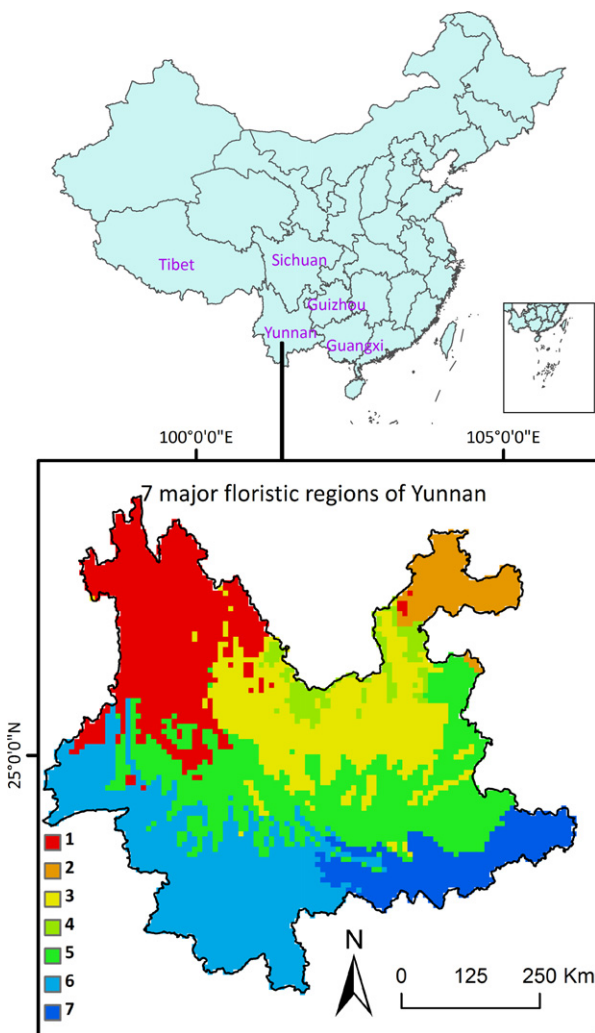 Tibet
Sichuan
Guizhou
Yunnan
Guangxi
100°0'0"E
105°0'0"E
7 major floristic regions of Yunnan
25°0'0"N
1
2
3
4
5
6
7
N
0 125 250 Km